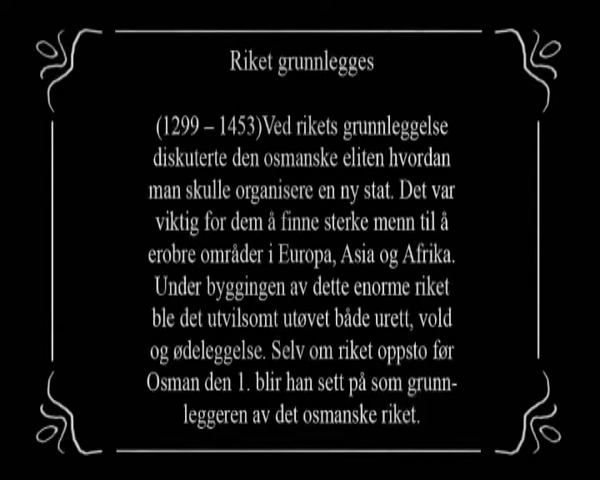 Riket grunnlegges
(1299 – 1453)Ved rikets grunnleggelse
diskuterte den osmanske eliten hvordan
man skulle organisere en ny stat. Det var
viktig for dem å finne sterke menn til å
erobre områder i Europa, Asia og Afrika.
Under byggingen av dette enorme riket
ble det utvilsomt utøvet både urett, vold
og ødeleggelse. Selv om riket oppsto før
Osman den 1. blir han sett på som grunn-
leggeren av det osmanske riket.